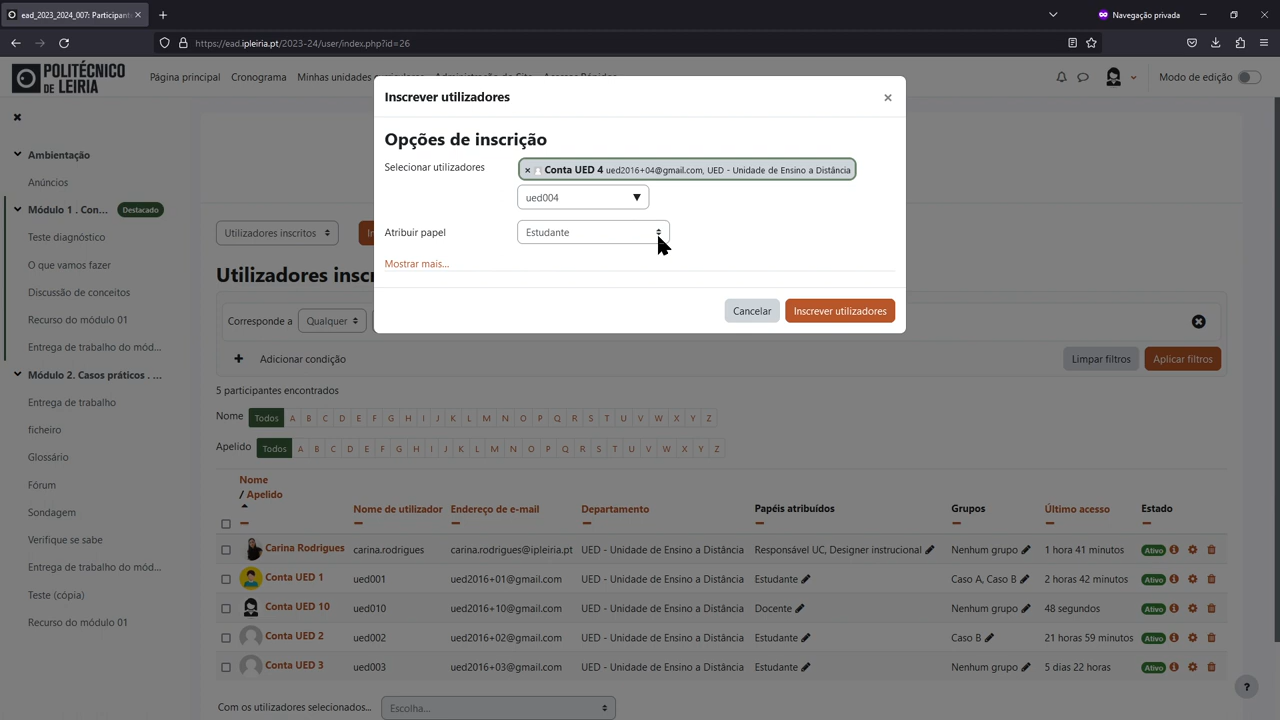 ead_2023_2024_007: Participant
Navegação privada
https://ead.ipleiria.pt/2023-24/user/index.php?id=26
POLITÉCNICO
DE LEIRIA
Página principal
Cronograma
Modo de edição
Inscrever utilizadores
×
Opções de inscrição
Selecionar utilizadores
× Conta UED 4 ued2016+04@gmail.com, UED - Unidade de Ensino a Distância
ued004
Atribuir papel
Estudante
Mostrar mais...
Cancelar
Inscrever utilizadores
Ambientação
Anúncios
Módulo 1 . Con... Destacado
Teste diagnóstico
O que vamos fazer
Discussão de conceitos
Recurso do módulo 01
Entrega de trabalho do mód...
Módulo 2. Casos práticos . ...
Entrega de trabalho
ficheiro
Glossário
Fórum
Sondagem
Verifique se sabe
Entrega de trabalho do mód...
Teste (cópia)
Recurso do módulo 01
Utilizadores inscritos
Utilizadores
Corresponde a Qualquer
Adicionar condição
Limpar filtros
Aplicar filtros
5 participantes encontrados
Nome Todos A B C D E F G H I J K L M N O P Q R S T U V W X Y Z
Apelido Todos A B C D E F G H I J K L M N O P Q R S T U V W X Y Z
Nome
/ Apelido Nome de utilizador Endereço de e-mail Departamento Papéis atribuídos Grupos Último acesso Estado
Carina Rodrigues carina.rodrigues carina.rodrigues@ipleiria.pt UED - Unidade de Ensino a Distância Responsável UC, Designer instrucional Nenhum grupo 1 hora 41 minutos Ativo
Conta UED 1 ued001 ued2016+01@gmail.com UED - Unidade de Ensino a Distância Estudante Caso A, Caso B 2 horas 42 minutos Ativo
Conta UED 10 ued010 ued2016+10@gmail.com UED - Unidade de Ensino a Distância Docente Nenhum grupo 48 segundos Ativo
Conta UED 2 ued002 ued2016+02@gmail.com UED - Unidade de Ensino a Distância Estudante Caso B 21 horas 59 minutos Ativo
Conta UED 3 ued003 ued2016+03@gmail.com UED - Unidade de Ensino a Distância Estudante Nenhum grupo 5 dias 22 horas Ativo
Com os utilizadores selecionados... Escolha...
?